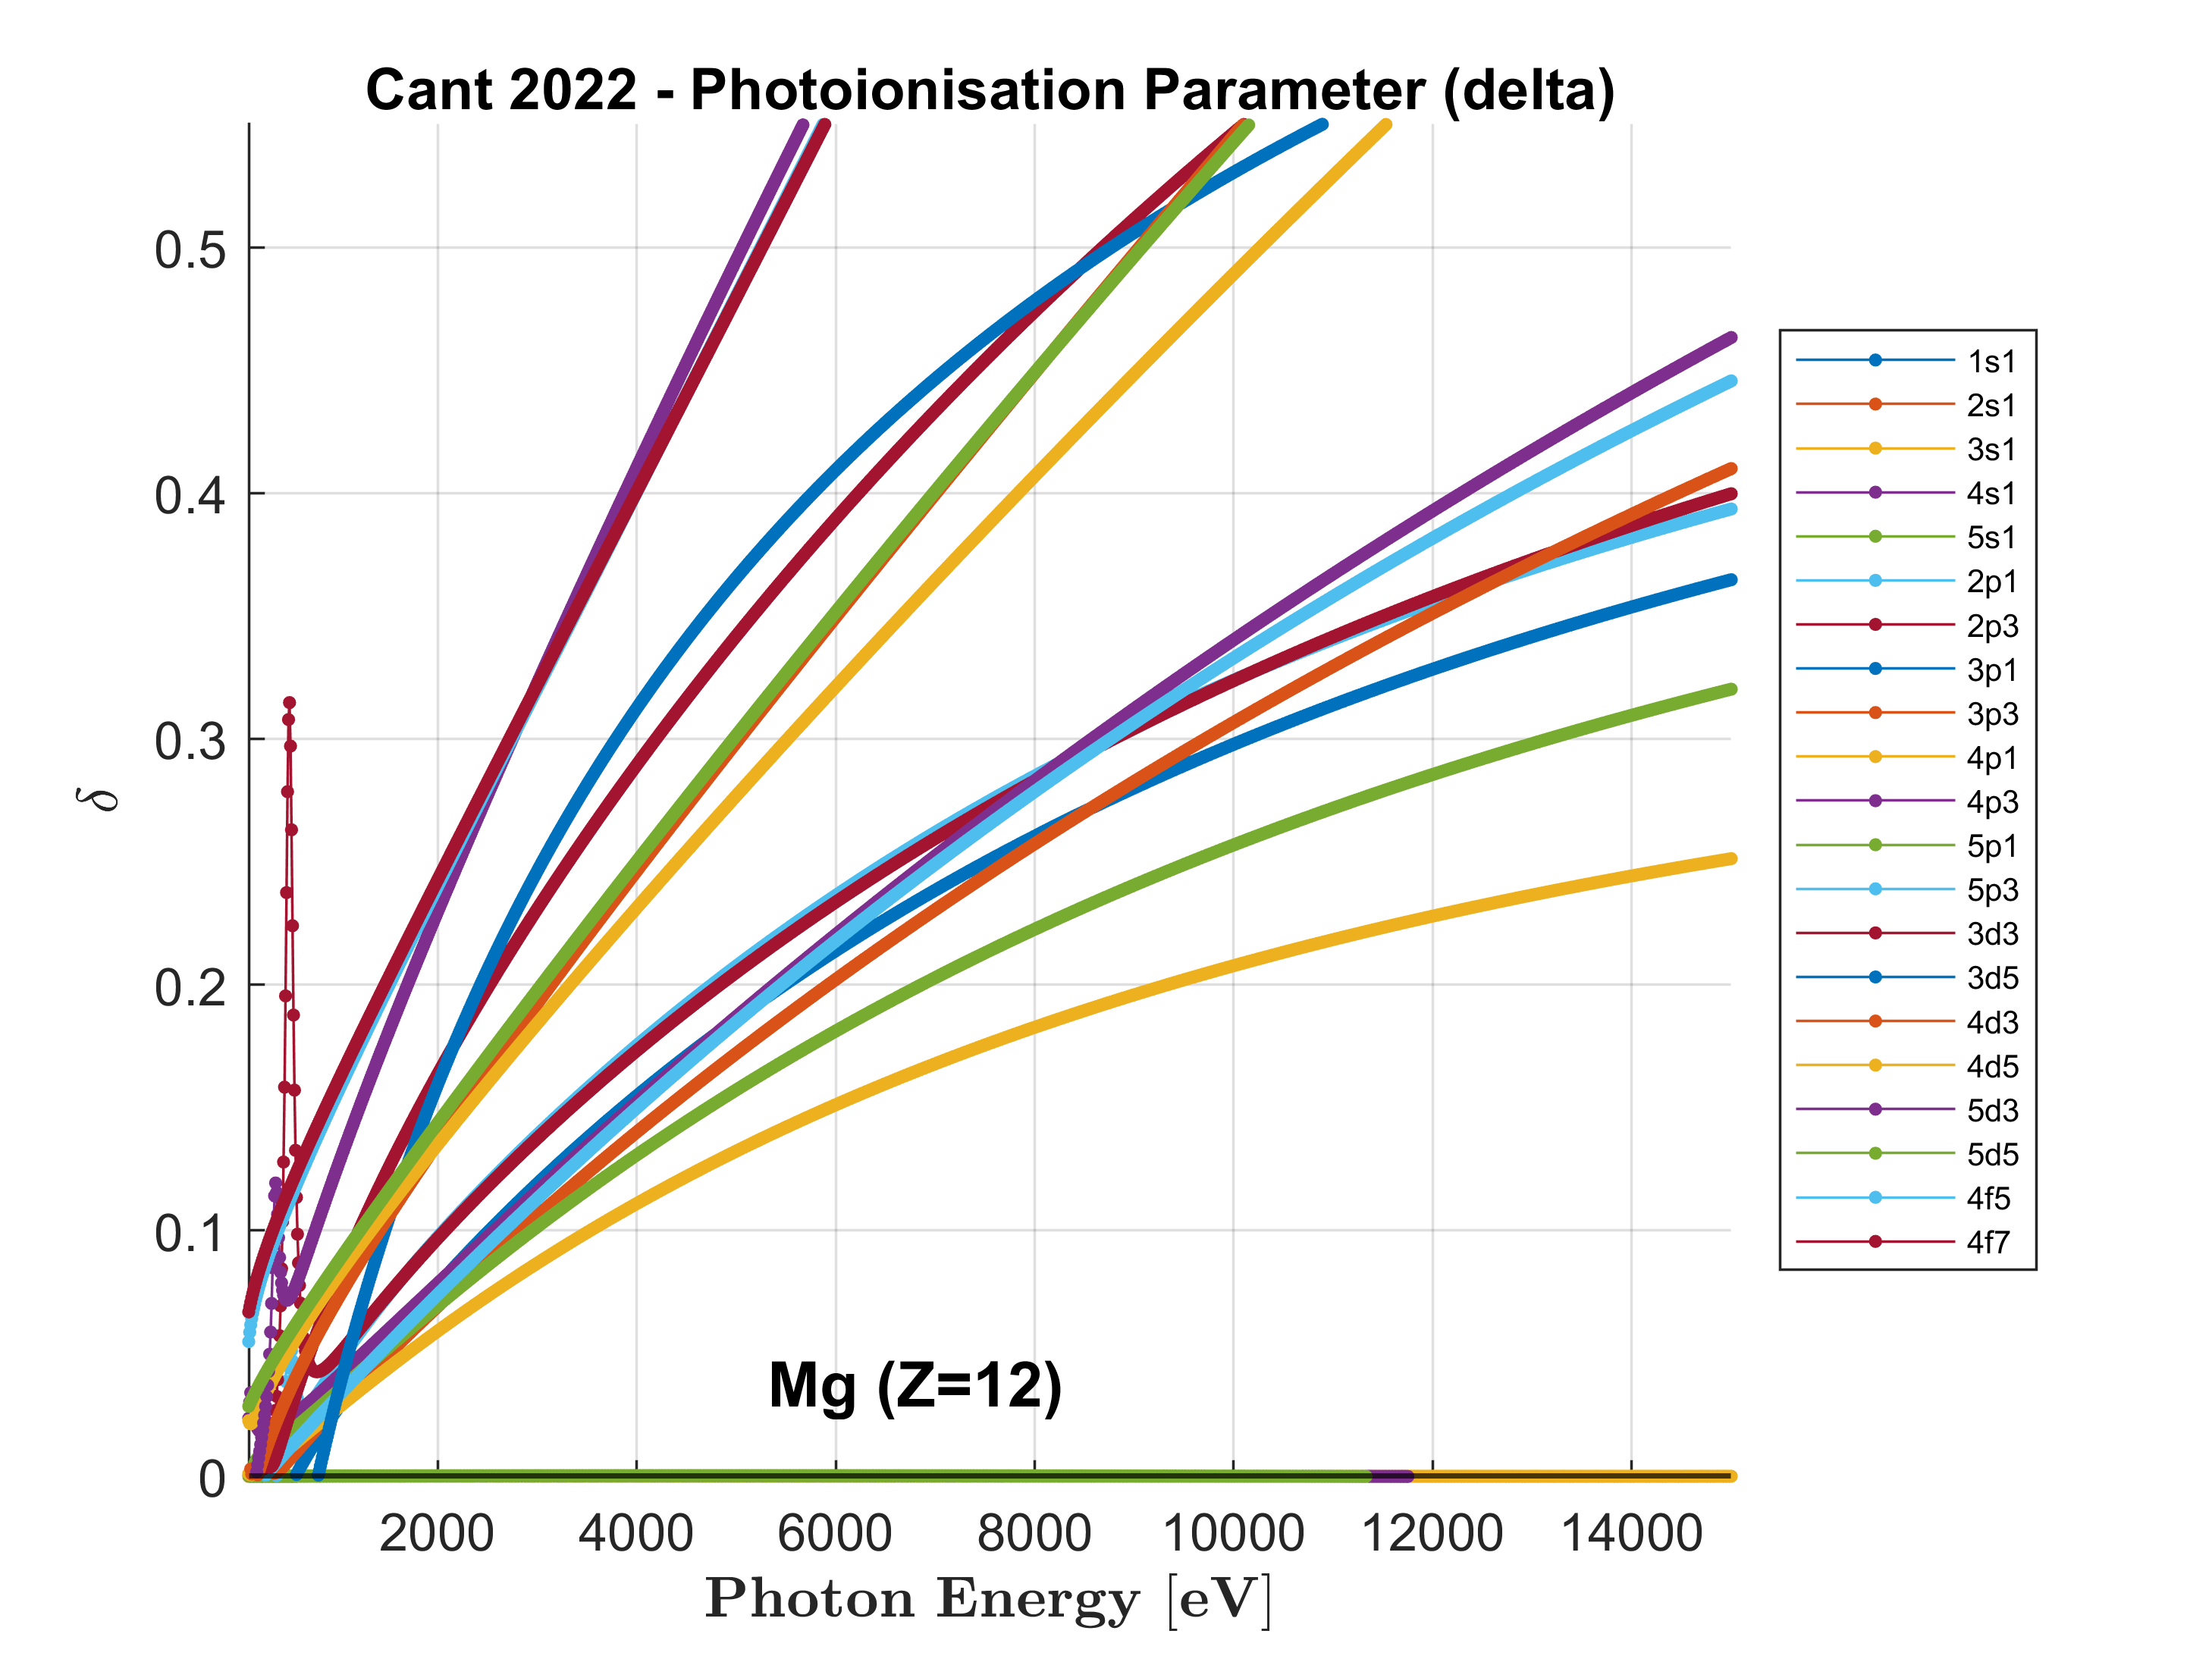 Cant 2022 - Photoionisation Parameter (delta)
0.5
0.4
0.3
0.2
0.1
0
δ
2000 4000 6000 8000 10000 12000 14000
Photon Energy [eV]
Mg (Z=12)
1s1
2s1
3s1
4s1
5s1
2p1
2p3
3p1
3p3
4p1
4p3
5p1
5p3
3d3
3d5
4d3
4d5
5d3
5d5
4f5
4f7